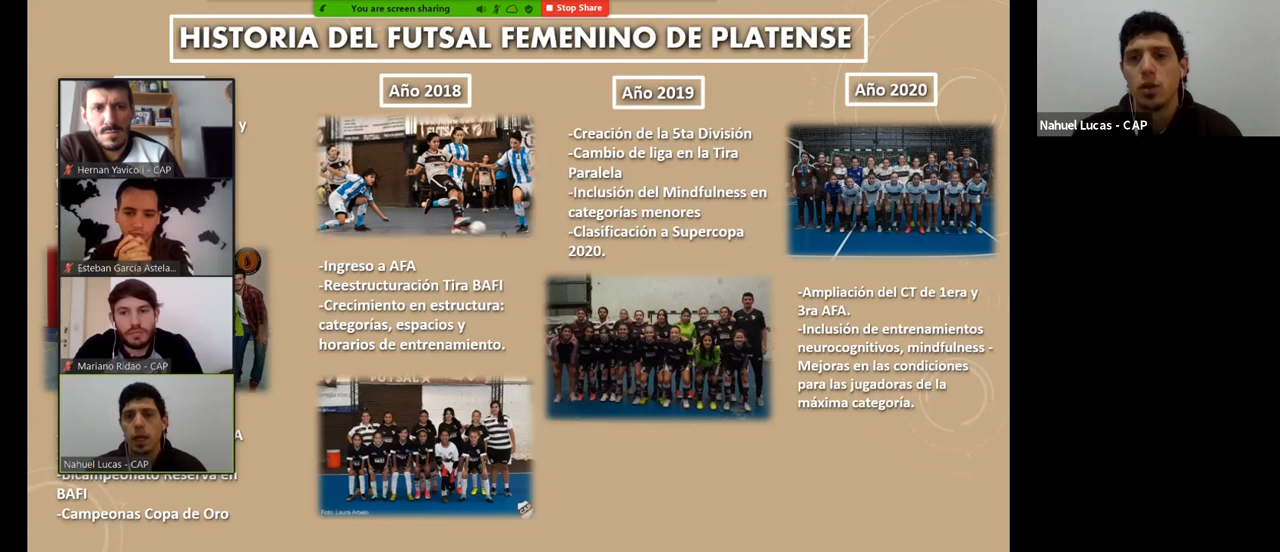 You are screen sharing
Stop Share
HISTORIA DEL FUTSAL FEMENINO DE PLATENSE
Nahuel Lucas - CAP
y
Hernan Yavico - CAP
Esteban García Astela...
Mariano Ridao - CAP
Nahuel Lucas - CAP
A
-Bicampeonato Reserva en
BAFI
-Campeonas Copa de Oro
Año 2018
-Ingreso a AFA
-Reestructuración Tira BAFI
-Crecimiento en estructura:
categorías, espacios y
horarios de entrenamiento.
Foto: Laura Arbelo
CAP
Año 2019
-Creación de la 5ta División
-Cambio de liga en la Tira
Paralela
-Inclusión del Mindfulness en
categorías menores
-Clasificación a Supercopa
2020.
Año 2020
-Ampliación del CT de 1era y
3ra AFA.
-Inclusión de entrenamientos
neurocognitivos, mindfulness -
Mejoras en las condiciones
para las jugadoras de la
máxima categoría.